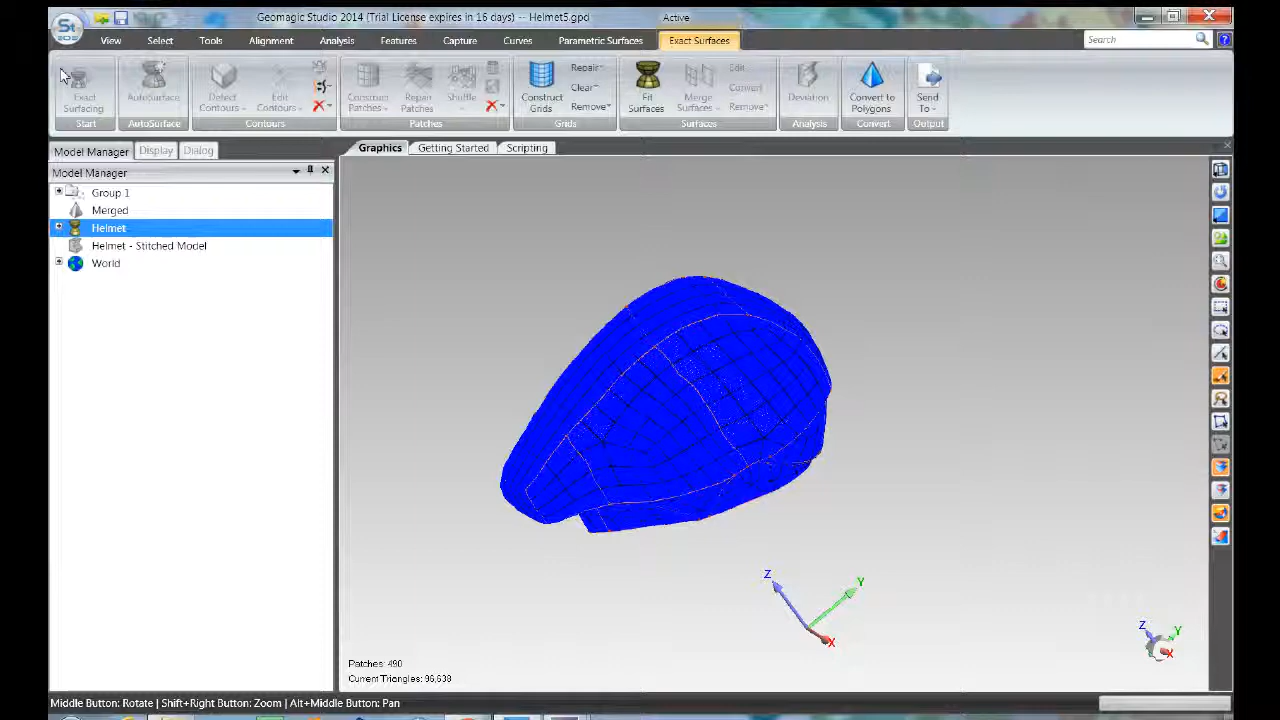 Geomagic Studio 2014 (Trial License expires in 16 days) -- Helmet5.gpd
Active
View Select Tools Alignment Analysis Features Capture Curves Parametric Surfaces Exact Surfaces
Search
Exact Surfacing
Start
AutoSurface
AutoSurface
Detect Contours
Edit Contours
Contours
Construct Patches
Repair Patches
Shuffle
Patches
Construct Grids
Repair
Clear
Remove
Grids
Fit Surfaces
Merge Surfaces
Edit
Convert
Remove
Surfaces
Deviation
Analysis
Convert to Polygons
Convert
Send To
Output
Model Manager Display Dialog
Graphics Getting Started Scripting
Model Manager
Group 1
Merged
Helmet
Helmet - Stitched Model
World
Z
Y
X
Z
Y
X
Patches: 490
Current Triangles: 96,638
Middle Button: Rotate | Shift+Right Button: Zoom | Alt+Middle Button: Pan